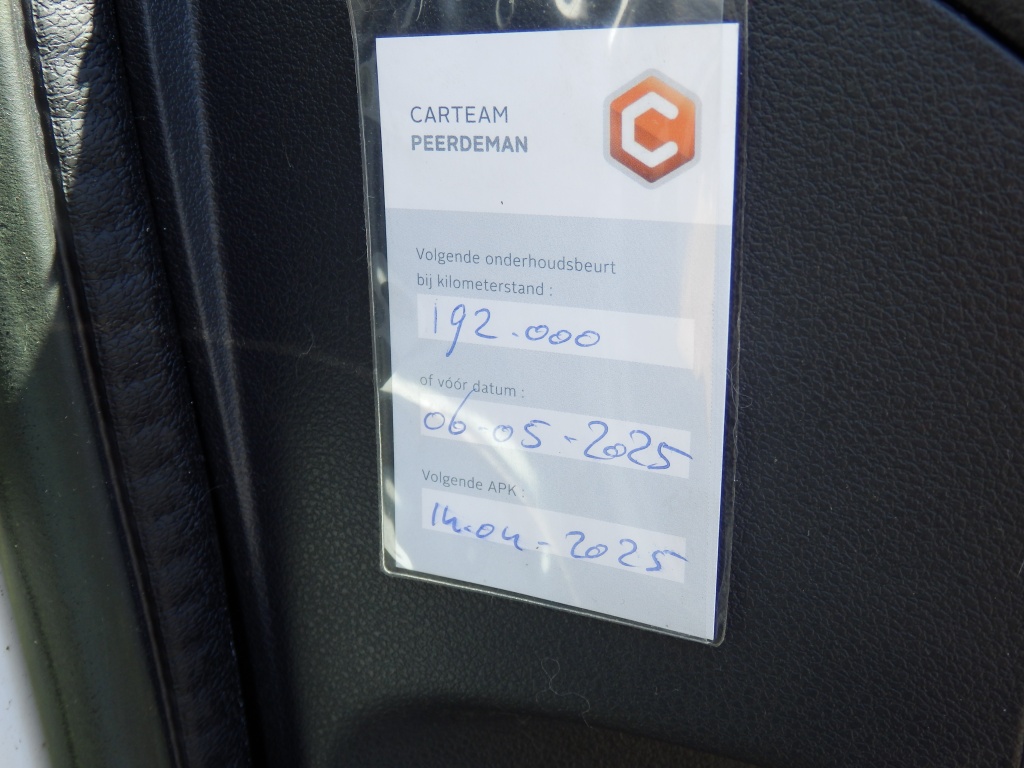 CARTEAM
PEERDEMAN
C
Volgende onderhoudsbeurt
bij kilometerstand :
192.000
of vóór datum :
06-05-2025
Volgende APK :
14-04-2025